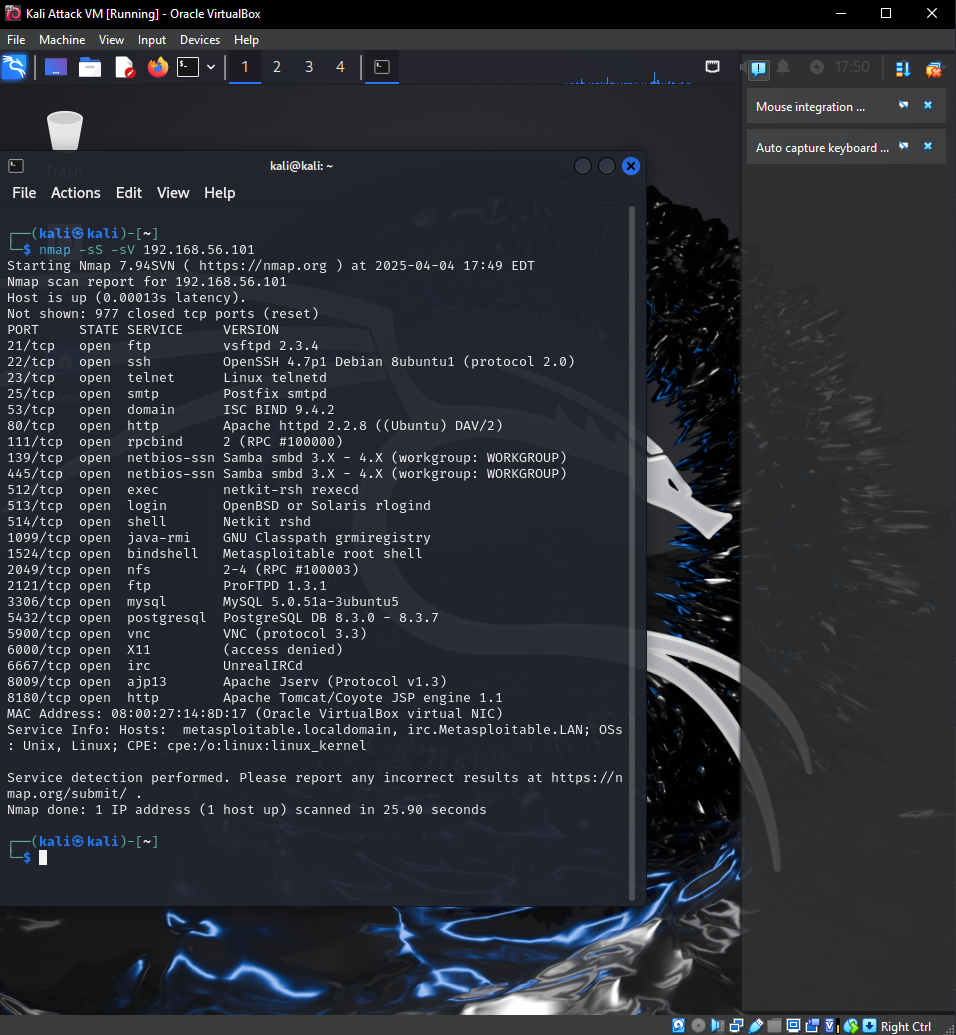 Kali Attack VM [Running] - Oracle VirtualBox
File Machine View Input Devices Help
1 2 3 4
17:50
Mouse integration ...
Auto capture keyboard ...
Trash
kali@kali: ~
File Actions Edit View Help
┌──(kali㉿kali)-[~]
└─$ nmap -sS -sV 192.168.56.101
Starting Nmap 7.94SVN ( https://nmap.org ) at 2025-04-04 17:49 EDT
Nmap scan report for 192.168.56.101
Host is up (0.00013s latency).
Not shown: 977 closed tcp ports (reset)
PORT     STATE SERVICE     VERSION
21/tcp   open  ftp         vsftpd 2.3.4
22/tcp   open  ssh         OpenSSH 4.7p1 Debian 8ubuntu1 (protocol 2.0)
23/tcp   open  telnet      Linux telnetd
25/tcp   open  smtp        Postfix smtpd
53/tcp   open  domain      ISC BIND 9.4.2
80/tcp   open  http        Apache httpd 2.2.8 ((Ubuntu) DAV/2)
111/tcp  open  rpcbind     2 (RPC #100000)
139/tcp  open  netbios-ssn Samba smbd 3.X - 4.X (workgroup: WORKGROUP)
445/tcp  open  netbios-ssn Samba smbd 3.X - 4.X (workgroup: WORKGROUP)
512/tcp  open  exec        netkit-rsh rexecd
513/tcp  open  login       OpenBSD or Solaris rlogind
514/tcp  open  shell       Netkit rshd
1099/tcp open  java-rmi    GNU Classpath grmiregistry
1524/tcp open  bindshell   Metasploitable root shell
2049/tcp open  nfs         2-4 (RPC #100003)
2121/tcp open  ftp         ProFTPD 1.3.1
3306/tcp open  mysql       MySQL 5.0.51a-3ubuntu5
5432/tcp open  postgresql  PostgreSQL DB 8.3.0 - 8.3.7
5900/tcp open  vnc         VNC (protocol 3.3)
6000/tcp open  X11         (access denied)
6667/tcp open  irc         UnrealIRCd
8009/tcp open  ajp13       Apache Jserv (Protocol v1.3)
8180/tcp open  http        Apache Tomcat/Coyote JSP engine 1.1
MAC Address: 08:00:27:14:8D:17 (Oracle VirtualBox virtual NIC)
Service Info: Hosts:  metasploitable.localdomain, irc.Metasploitable.LAN; OSs
: Unix, Linux; CPE: cpe:/o:linux:linux_kernel
Service detection performed. Please report any incorrect results at https://n
map.org/submit/ .
Nmap done: 1 IP address (1 host up) scanned in 25.90 seconds
┌──(kali㉿kali)-[~]
└─$
Right Ctrl